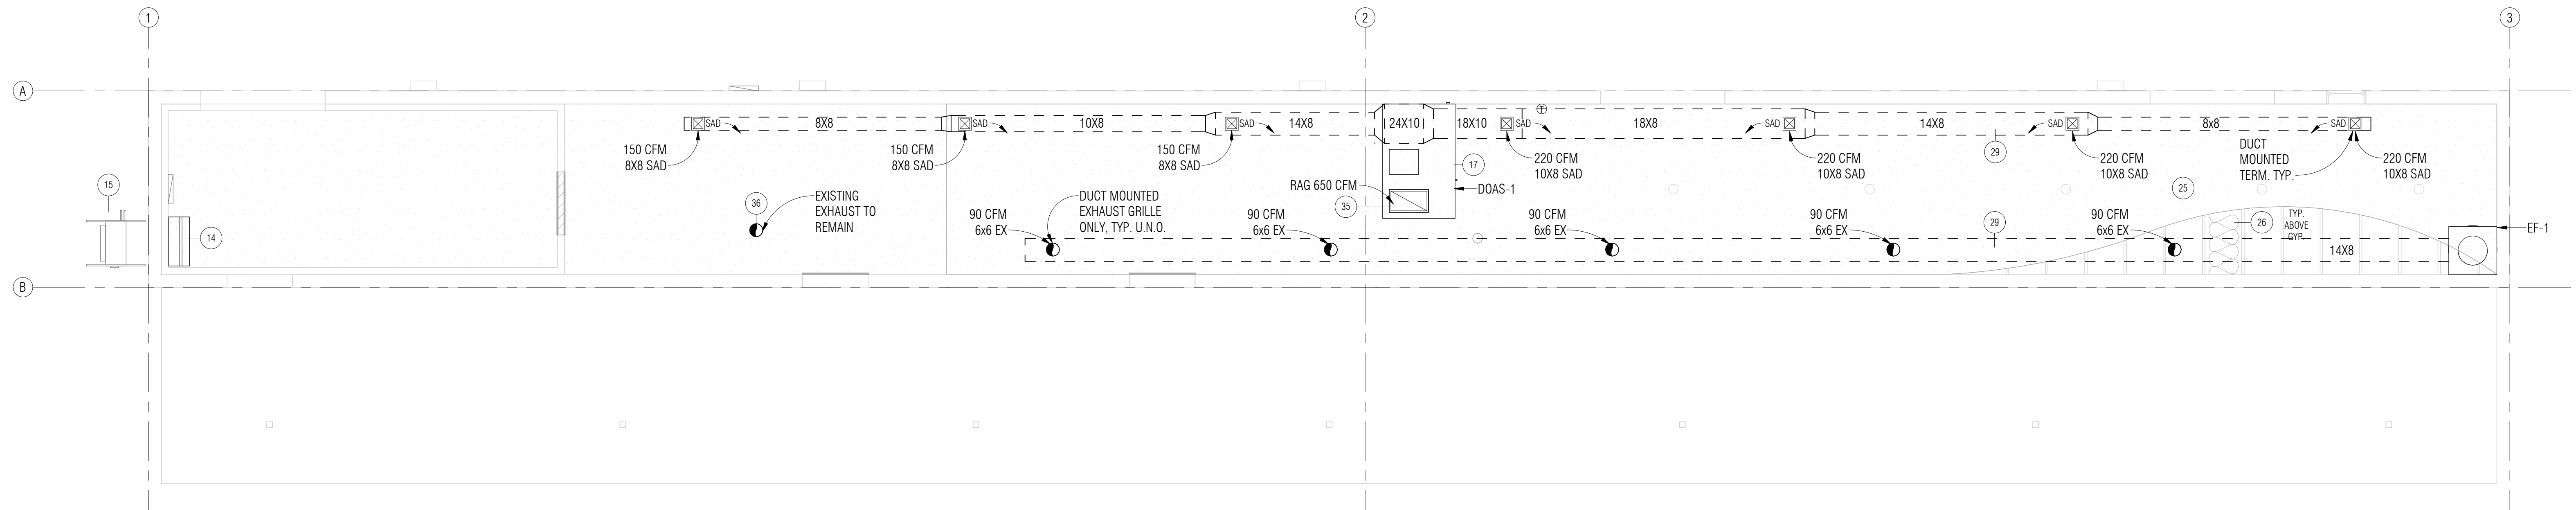 1
2
3
A
8X8
10X8
14X8
24X10
18X10
18X8
14X8
8x8
SAD
SAD
SAD
SAD
SAD
SAD
SAD
150 CFM
8X8 SAD
150 CFM
8X8 SAD
150 CFM
8X8 SAD
T
220 CFM
10X8 SAD
220 CFM
10X8 SAD
220 CFM
10X8 SAD
220 CFM
10X8 SAD
29
DUCT
MOUNTED
TERM. TYP.
17
DOAS-1
RAG 650 CFM
35
25
15
14
36
EXISTING
EXHAUST TO
REMAIN
DUCT MOUNTED
EXHAUST GRILLE
ONLY, TYP. U.N.O.
90 CFM
6x6 EX
90 CFM
6x6 EX
90 CFM
6x6 EX
90 CFM
6x6 EX
90 CFM
6x6 EX
29
26
TYP.
ABOVE
GYP.
14X8
EF-1
B